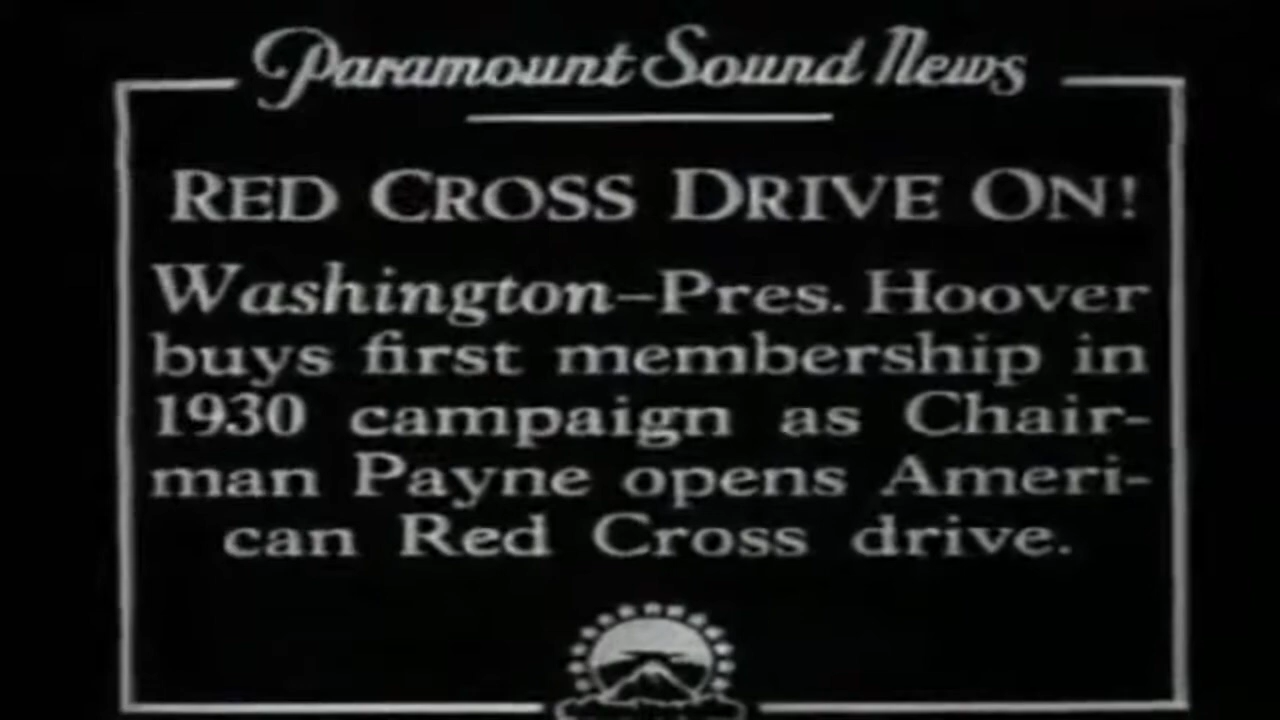 Paramount Sound News
RED CROSS DRIVE ON!
Washington–Pres. Hoover
buys first membership in
1930 campaign as Chair-
man Payne opens Ameri-
can Red Cross drive.